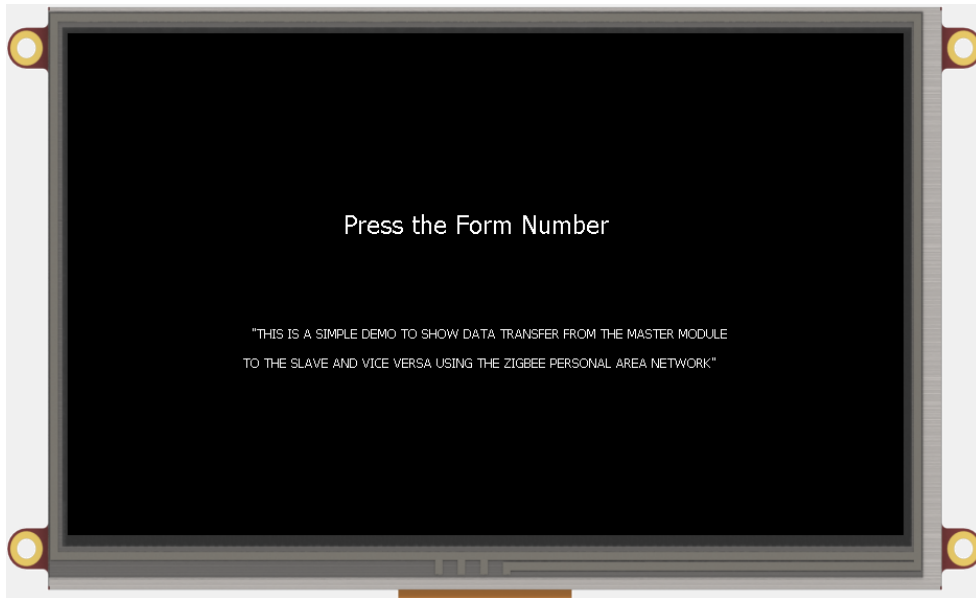 Press the Form Number
"THIS IS A SIMPLE DEMO TO SHOW DATA TRANSFER FROM THE MASTER MODULE
TO THE SLAVE AND VICE VERSA USING THE ZIGBEE PERSONAL AREA NETWORK"